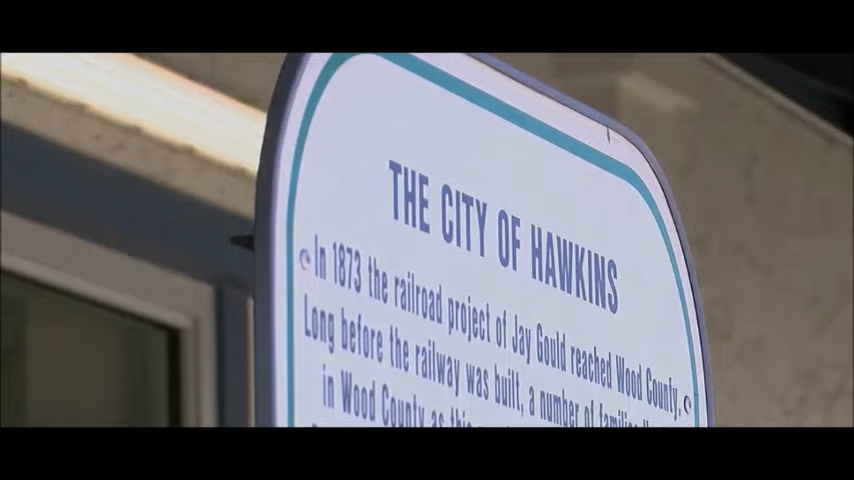 THE CITY OF HAWKINS
In 1873 the railroad project of Jay Gould reached Wood County.
Long before the railway was built, a number of families
in Wood County as this